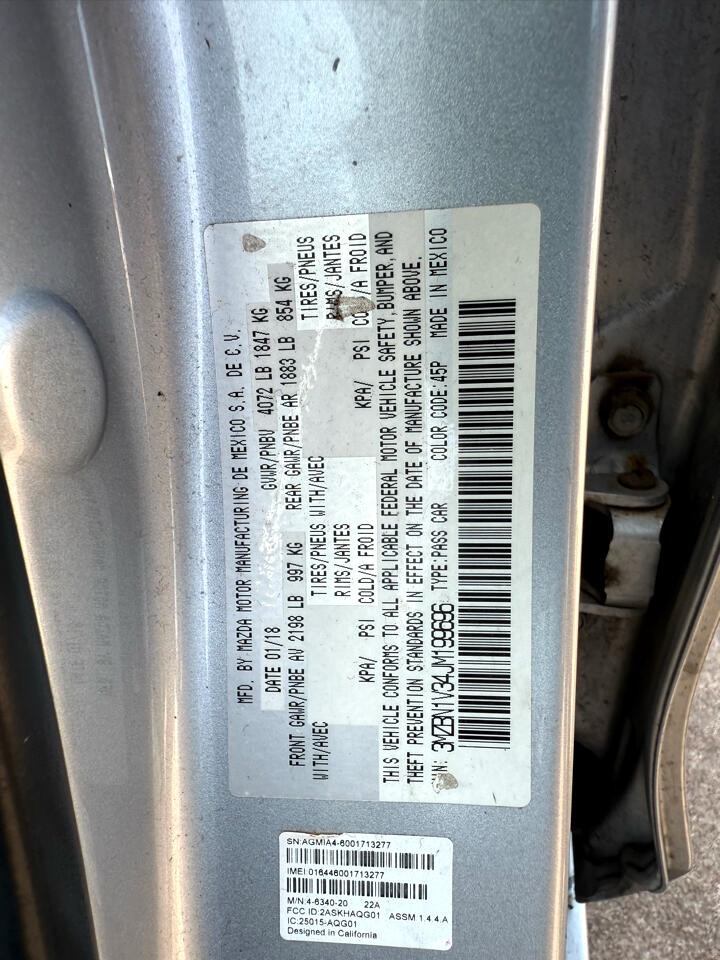 MFD. BY MAZDA MOTOR MANUFACTURING DE MEXICO S.A. DE C.V.
DATE 01/18 GVWR/PNBV 4072 LB 1847 KG
FRONT GAWR/PNBE AV 2198 LB 997 KG REAR GAWR/PNBE AR 1883 LB 854 KG
WITH/AVEC TIRES/PNEUS WITH/AVEC TIRES/PNEUS
RIMS/JANTES RIMS/JANTES
KPA/ PSI COLD/A FROID KPA/ PSI COLD/A FROID
THIS VEHICLE CONFORMS TO ALL APPLICABLE FEDERAL MOTOR VEHICLE SAFETY,BUMPER,AND
THEFT PREVENTION STANDARDS IN EFFECT ON THE DATE OF MANUFACTURE SHOWN ABOVE.
VIN: 3MZBN1V34JM199696 TYPE:PASS CAR COLOR CODE:45P MADE IN MEXICO
SN:AGMIA4-6001713277
IMEI:016446001713277
M/N:4-6340-20 22A
FCC ID:2ASKHAQG01 ASSM:1.4.4.A
IC:25015-AQG01
Designed in California